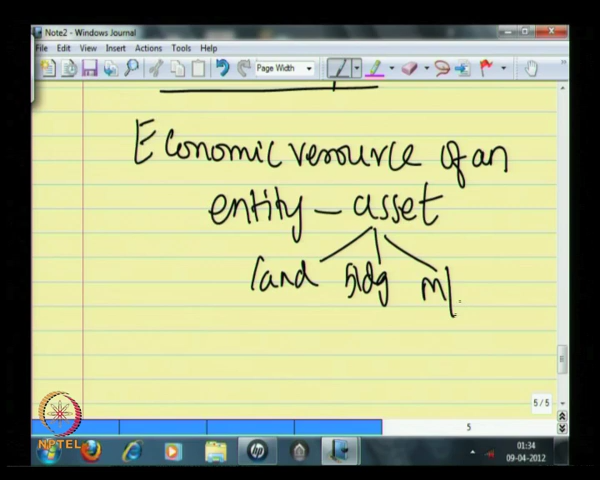 Note2 - Windows Journal
File Edit View Insert Actions Tools Help
Page Width
Economic resource of an
entity - asset
land bldg m/
5/5
5
NPTEL
hp
01:34
09-04-2012